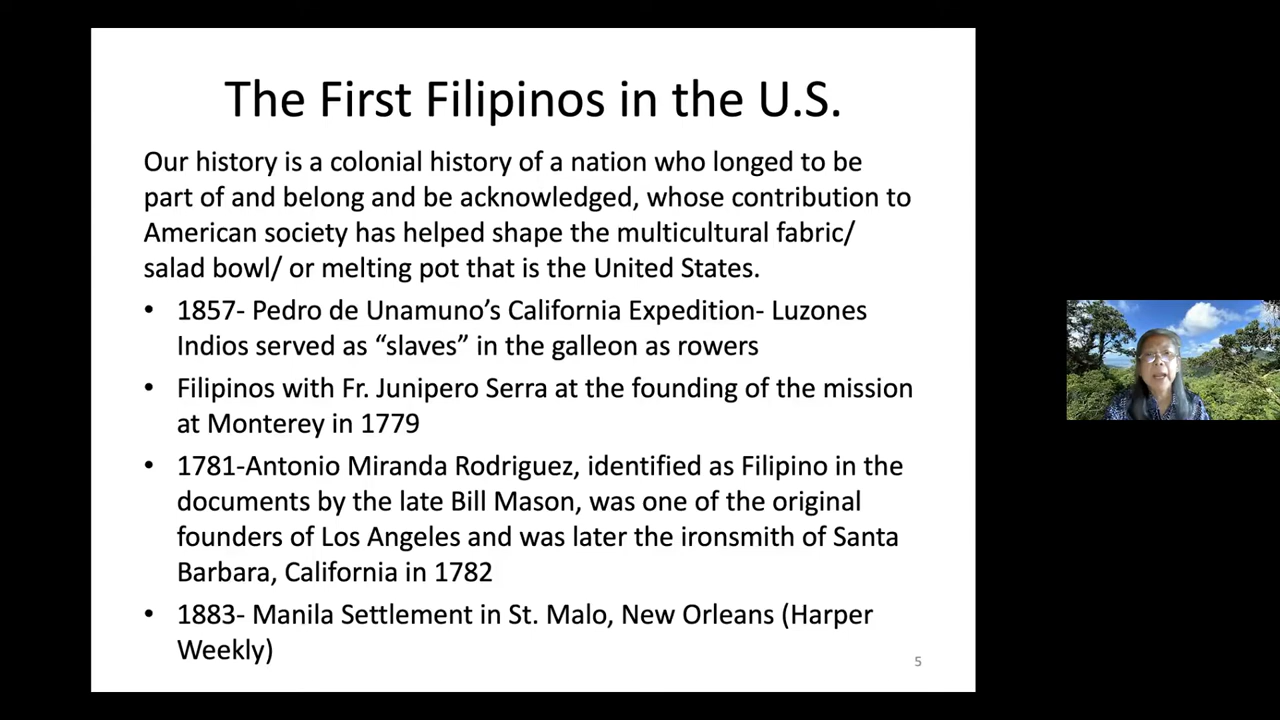 The First Filipinos in the U.S.
Our history is a colonial history of a nation who longed to be
part of and belong and be acknowledged, whose contribution to
American society has helped shape the multicultural fabric/
salad bowl/ or melting pot that is the United States.
• 1857- Pedro de Unamuno’s California Expedition- Luzones
Indios served as “slaves” in the galleon as rowers
• Filipinos with Fr. Junipero Serra at the founding of the mission
at Monterey in 1779
• 1781-Antonio Miranda Rodriguez, identified as Filipino in the
documents by the late Bill Mason, was one of the original
founders of Los Angeles and was later the ironsmith of Santa
Barbara, California in 1782
• 1883- Manila Settlement in St. Malo, New Orleans (Harper
Weekly)
5